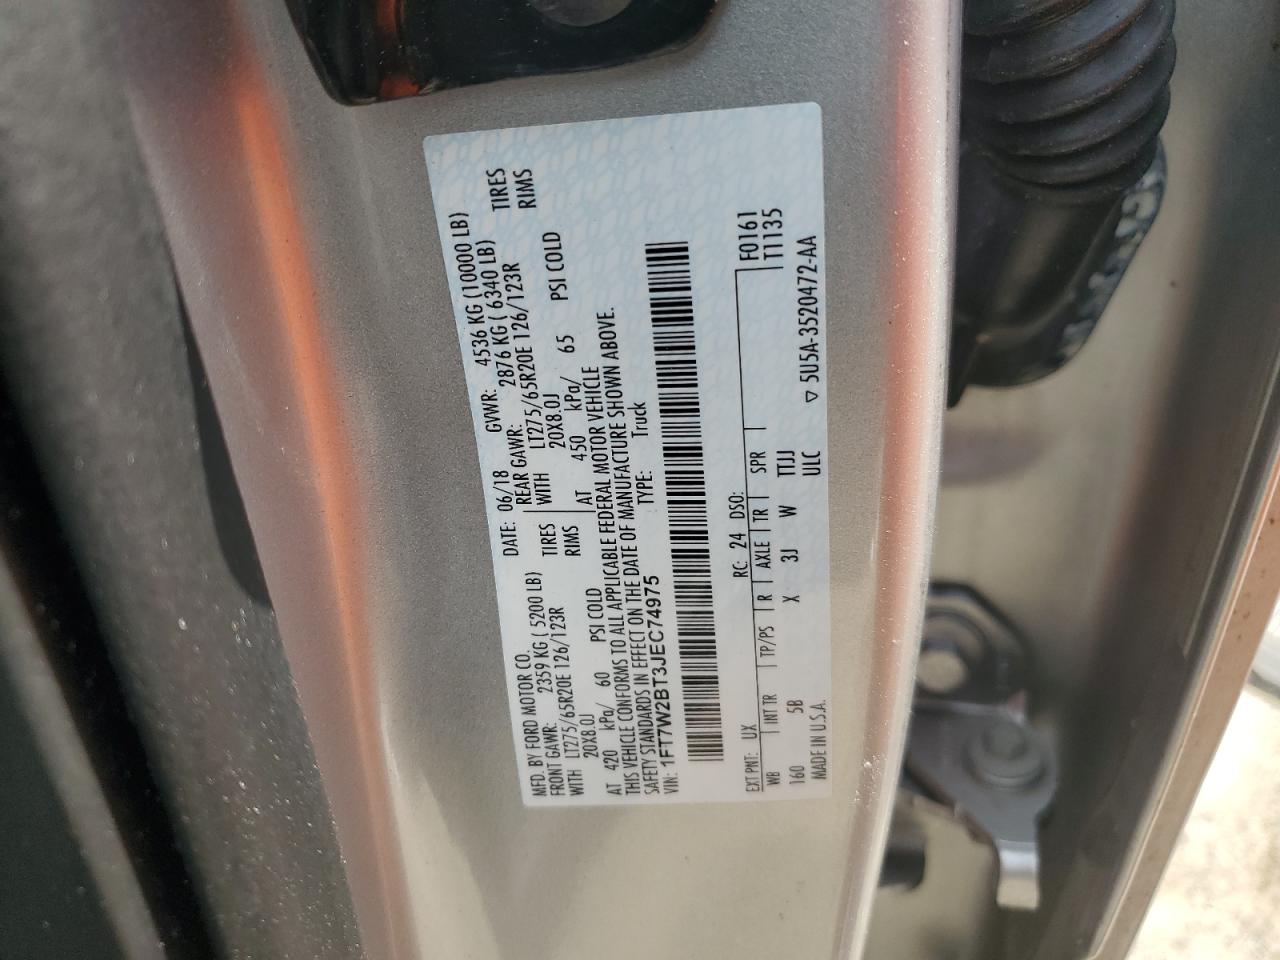 MFD. BY FORD MOTOR CO. DATE: 06/18 GVWR: 4536 KG (10000 LB)
FRONT GAWR: 2359 KG ( 5200 LB) REAR GAWR: 2876 KG ( 6340 LB)
WITH LT275/65R20E 126/123R TIRES WITH LT275/65R20E 126/123R TIRES
20X8.0J RIMS 20X8.0J RIMS
AT 420 kPa/ 60 PSI COLD AT 450 kPa/ 65 PSI COLD
THIS VEHICLE CONFORMS TO ALL APPLICABLE FEDERAL MOTOR VEHICLE
SAFETY STANDARDS IN EFFECT ON THE DATE OF MANUFACTURE SHOWN ABOVE.
VIN: 1FT7W2BT3JEC74975 TYPE: Truck
F0161
EXT PNT: UX RC: 24 DSO: T1135
WB INT TR TP/PS R AXLE TR SPR
160 5B X 3J W TTJJ
MADE IN U.S.A. ULC ▽ 5U5A-3520472-AA